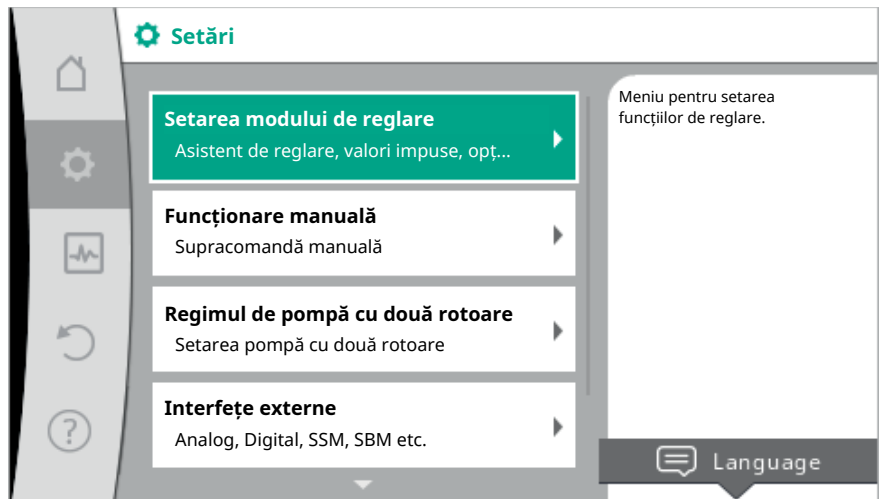 Setări
Setarea modului de reglare
Asistent de reglare, valori impuse, opț...
Funcționare manuală
Supracomandă manuală
Regimul de pompă cu două rotoare
Setarea pompă cu două rotoare
Interfețe externe
Analog, Digital, SSM, SBM etc.
Meniu pentru setarea
funcțiilor de reglare.
Language